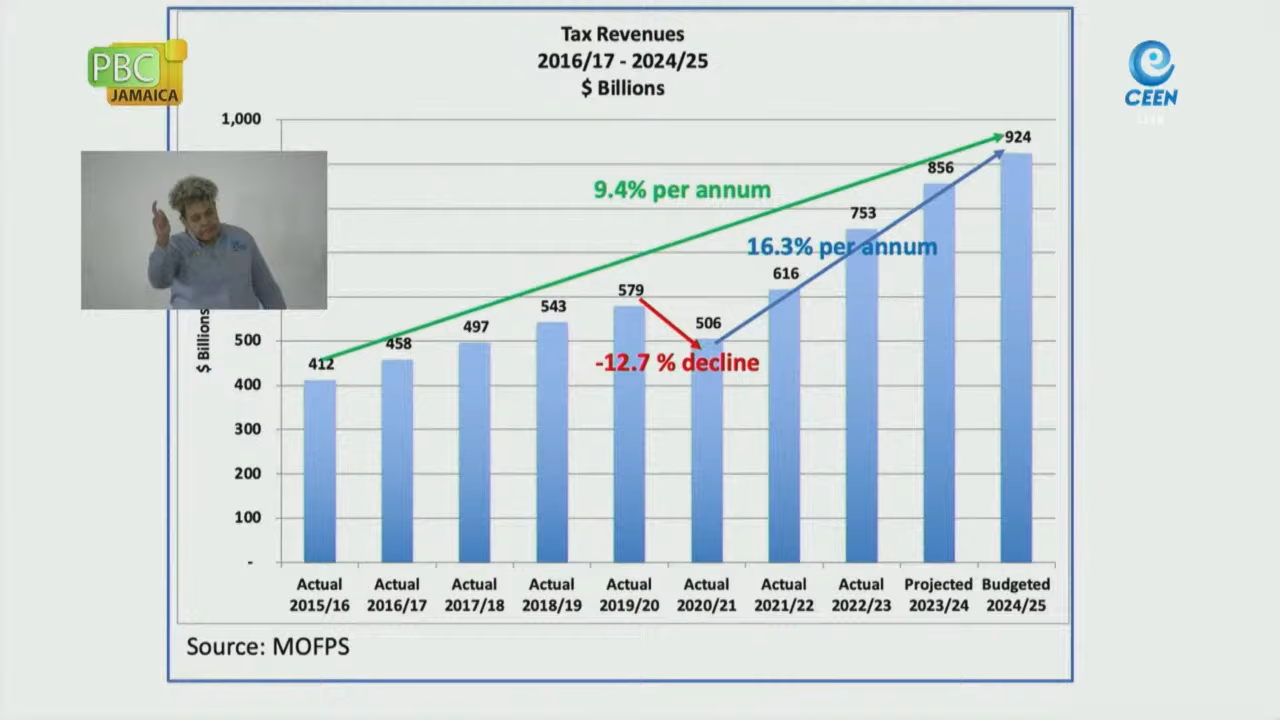 Tax Revenues
2016/17 - 2024/25
$ Billions
PBC
JAMAICA
CEEN
LIVE
1,000
500
400
300
200
100
-
$ Billions
9.4% per annum
16.3% per annum
-12.7 % decline
412
458
497
543
579
506
616
753
856
924
Actual 2015/16
Actual 2016/17
Actual 2017/18
Actual 2018/19
Actual 2019/20
Actual 2020/21
Actual 2021/22
Actual 2022/23
Projected 2023/24
Budgeted 2024/25
Source: MOFPS